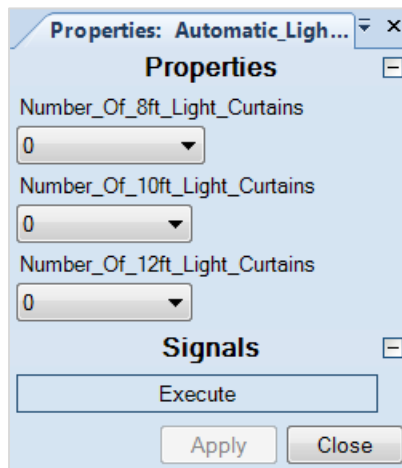 Properties: Automatic_Ligh...
Properties
Number_Of_8ft_Light_Curtains
0
Number_Of_10ft_Light_Curtains
0
Number_Of_12ft_Light_Curtains
0
Signals
Execute
Apply Close